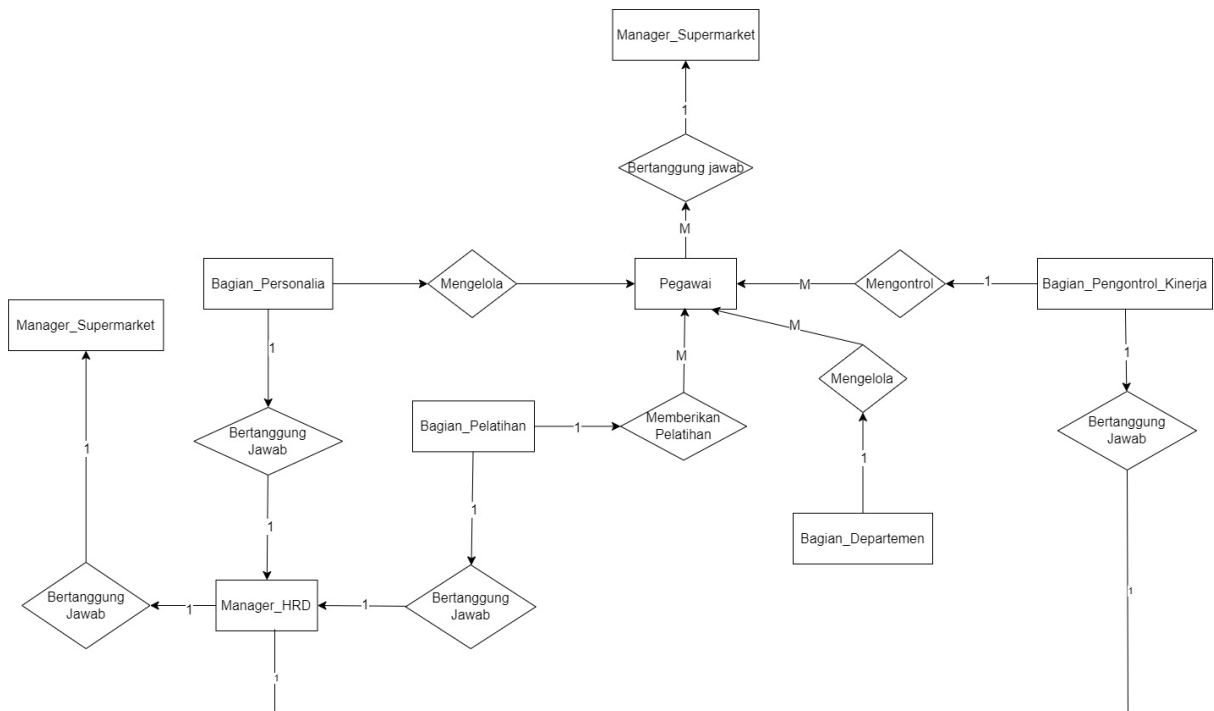 Manager_Supermarket
1
Bertanggung jawab
M
Bagian_Personalia
Mengelola
Pegawai
M
Mengontrol
1
Bagian_Pengontrol_Kinerja
Manager_Supermarket
1
M
M
1
Mengelola
Bertanggung
Jawab
Bagian_Pelatihan
1
Memberikan
Pelatihan
Bertanggung
Jawab
1
1
1
1
Bagian_Departemen
Bertanggung
Jawab
1
Manager_HRD
1
Bertanggung
Jawab
1
1